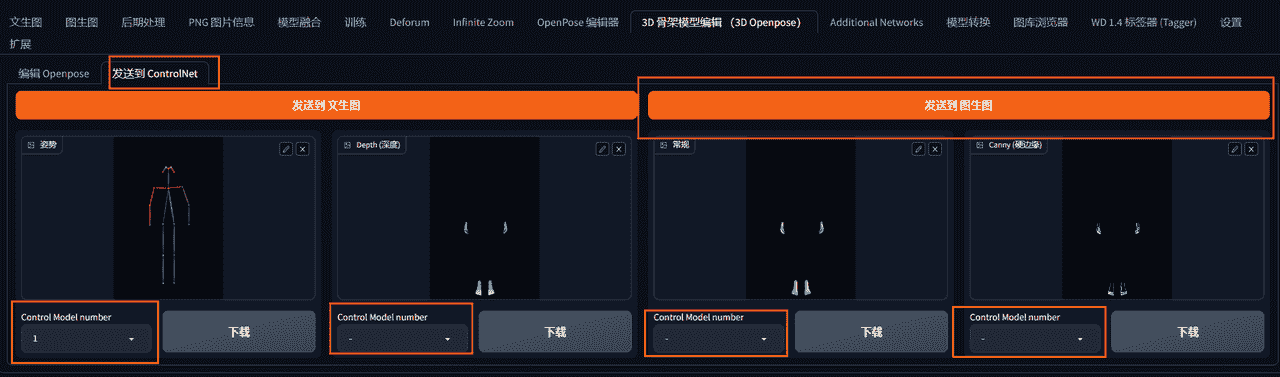 文生图 图生图 后期处理 PNG 图片信息 模型融合 训练 Deforum Infinite Zoom OpenPose 编辑器 3D 骨架模型编辑 （3D Openpose） Additional Networks 模型转换 图库浏览器 WD 1.4 标签器 (Tagger) 设置
扩展
编辑 Openpose 发送到 ControlNet
发送到 文生图 发送到 图生图
姿势 Depth (深度) 常规 Canny (硬边缘)
Control Model number Control Model number Control Model number Control Model number
1 下载 - 下载 - 下载 - 下载